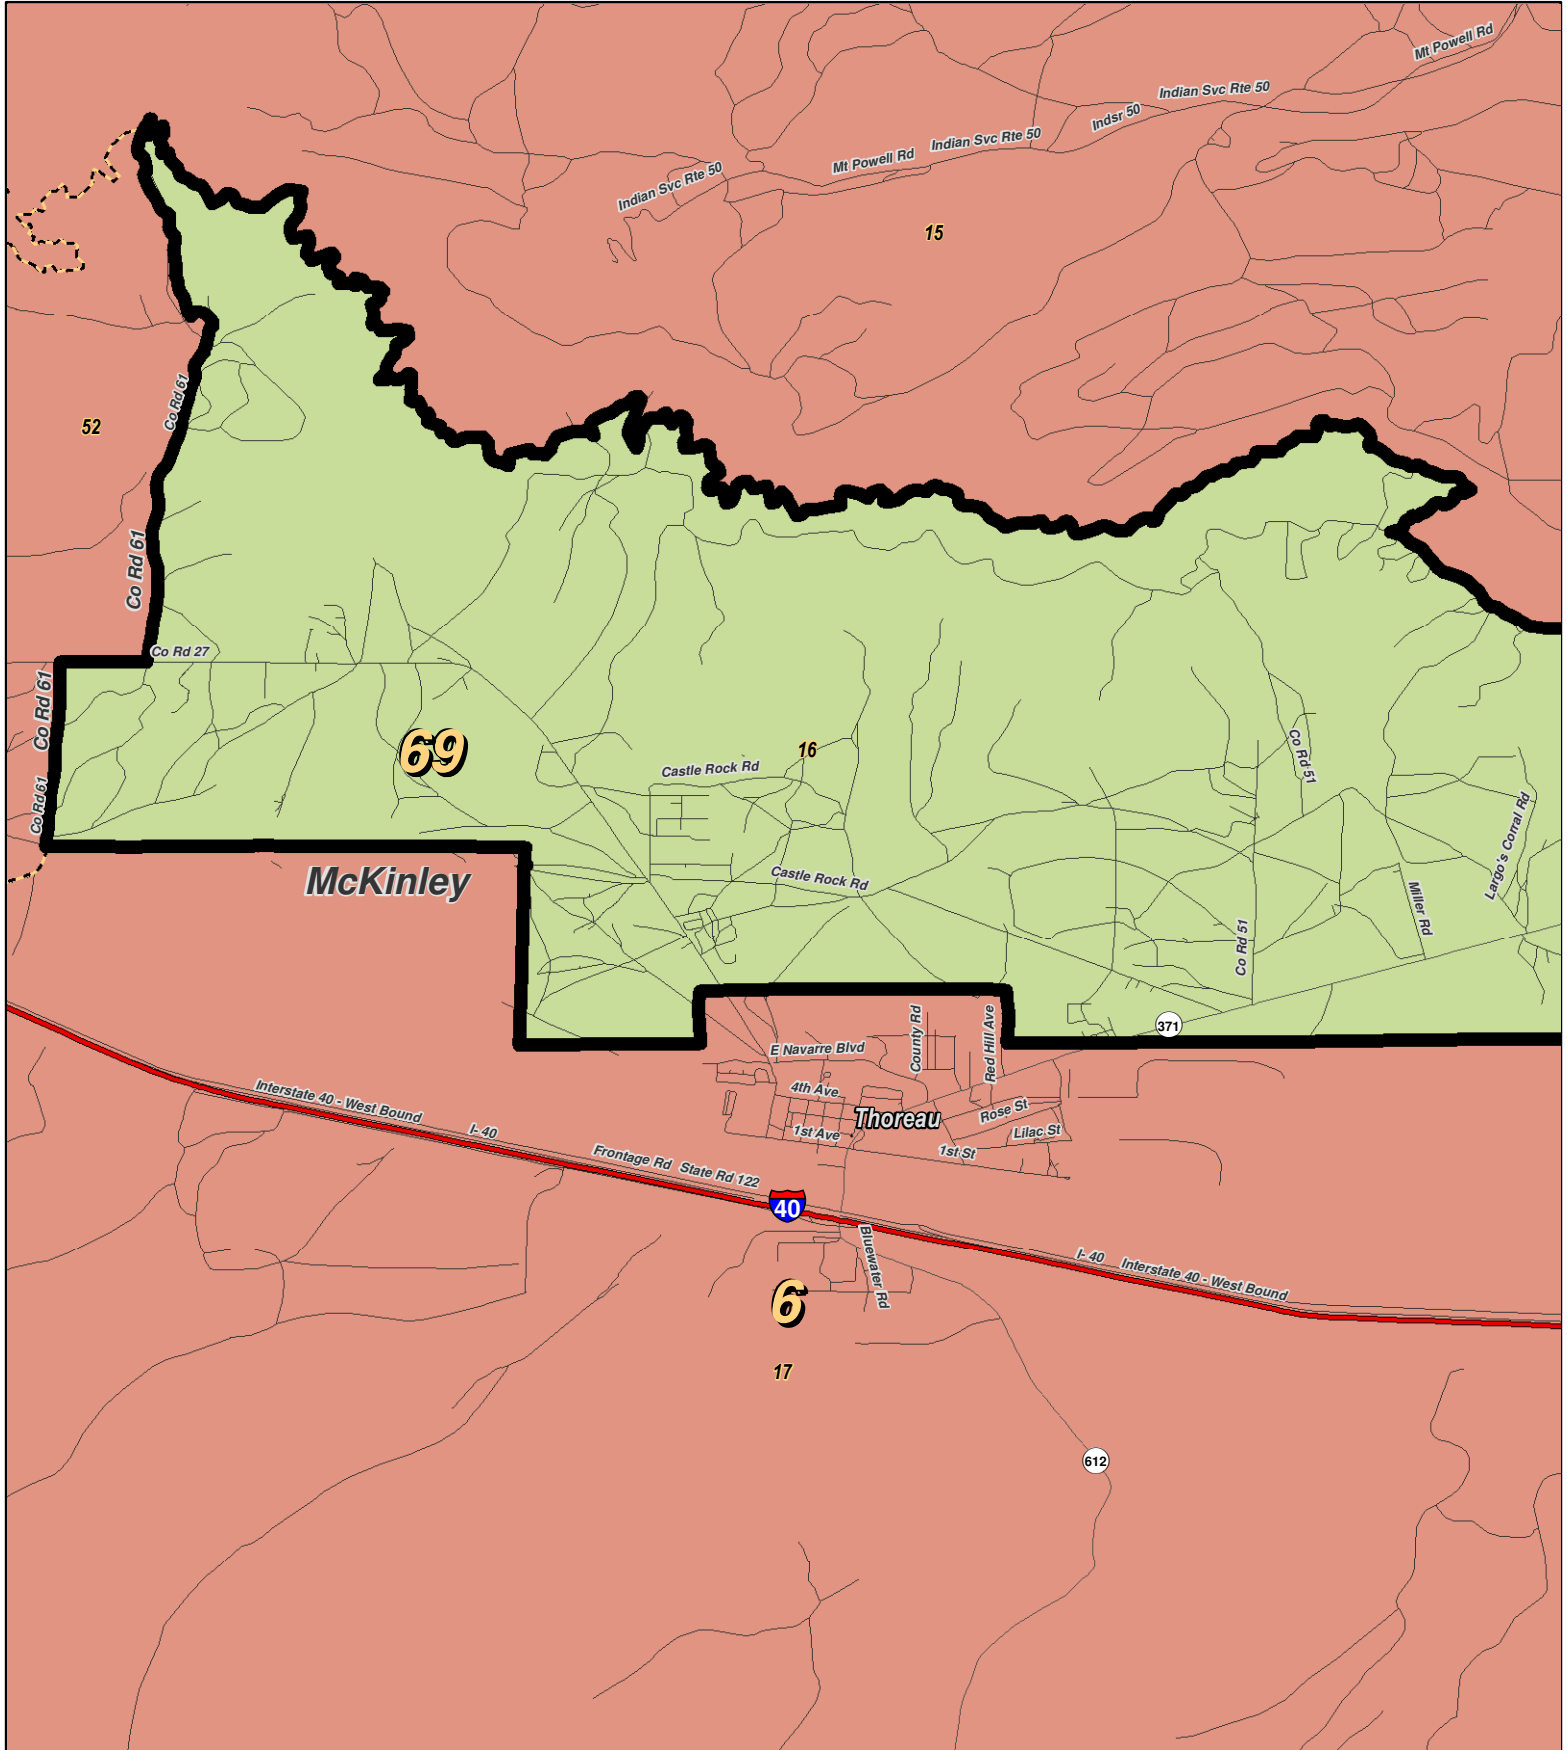 Mt Powell Rd
Indian Svc Rte 50
Indsr 50
Indian Svc Rte 50
Mt Powell Rd
Indian Svc Rte 50
15
52
Co Rd 61
Co Rd 61
Co Rd 27
Co Rd 61
69
16
Castle Rock Rd
Co Rd 51
Co Rd 61
Largo's Corral Rd
McKinley
Castle Rock Rd
Miller Rd
Co Rd 51
371
County Rd
Red Hill Ave
E Navarre Blvd
4th Ave
Thoreau
Rose St
Interstate 40 - West Bound
I- 40
1st Ave
Lilac St
1st St
Frontage Rd State Rd 122
40
Bluewater Rd
I- 40 Interstate 40 - West Bound
6
17
612